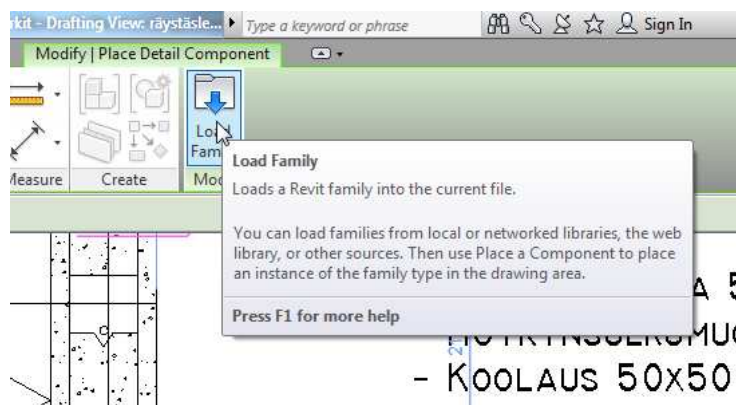 rkit - Drafting View: räystäsle...
Type a keyword or phrase
Sign In
Modify | Place Detail Component
Load
Measure
Create
Load Family
Loads a Revit family into the current file.
You can load families from local or networked libraries, the web
library, or other sources. Then use Place a Component to place
an instance of the family type in the drawing area.
Press F1 for more help
A 5
- KOOLAUS 50X50